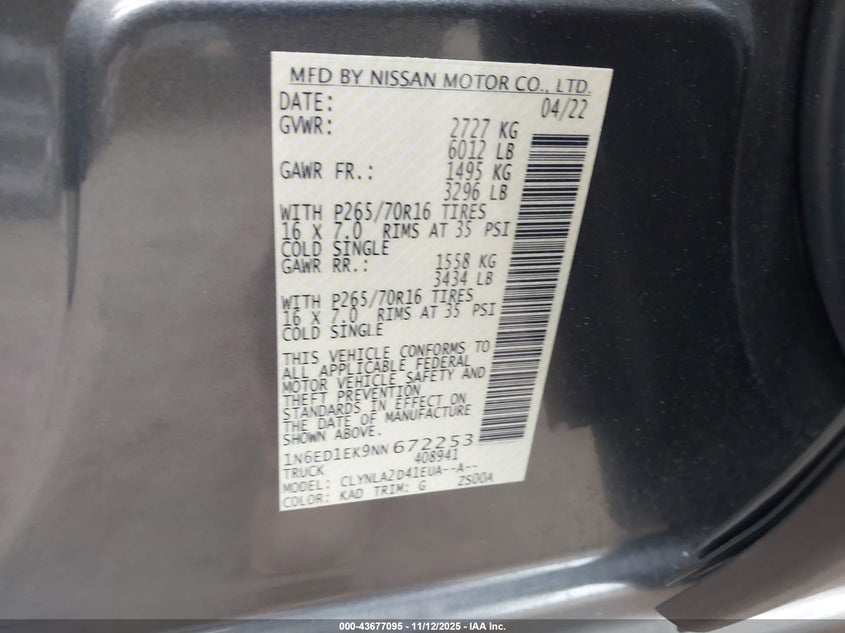 MFD BY NISSAN MOTOR CO., LTD.
DATE: 04/22
GVWR: 2727 KG
6012 LB
GAWR FR.: 1495 KG
3296 LB
WITH P265/70R16 TIRES
16 X 7.0 RIMS AT 35 PSI
COLD SINGLE
GAWR RR.: 1558 KG
3434 LB
WITH P265/70R16 TIRES
16 X 7.0 RIMS AT 35 PSI
COLD SINGLE
THIS VEHICLE CONFORMS TO
ALL APPLICABLE FEDERAL
MOTOR VEHICLE SAFETY AND
THEFT PREVENTION
STANDARDS IN EFFECT ON
THE DATE OF MANUFACTURE
SHOWN ABOVE.
1N6ED1EK9NN672253
TRUCK 408941
MODEL: CLYNLA2D41EUA--A--
COLOR: KAD TRIM: G ZS00A
000-43677095 - 11/12/2025 - IAA Inc.